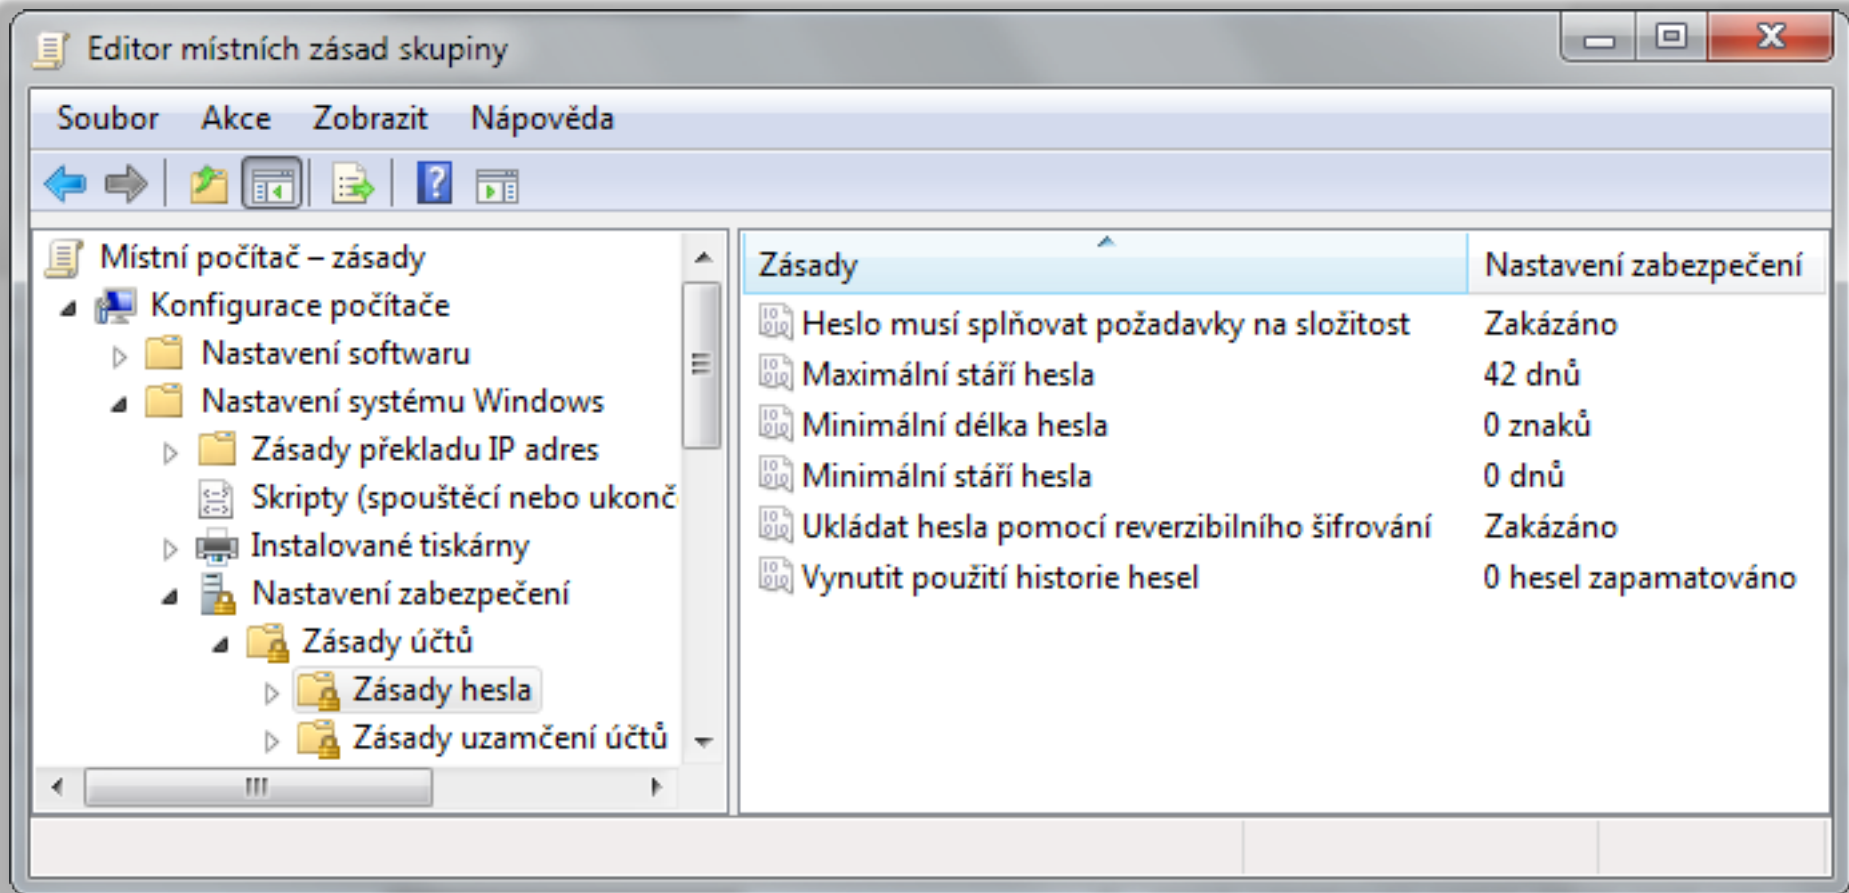 Editor místních zásad skupiny
Soubor Akce Zobrazit Nápověda
Místní počítač – zásady
Konfigurace počítače
Nastavení softwaru
Nastavení systému Windows
Zásady překladu IP adres
Skripty (spouštěcí nebo ukonč
Instalované tiskárny
Nastavení zabezpečení
Zásady účtů
Zásady hesla
Zásady uzamčení účtů
Zásady Nastavení zabezpečení
Heslo musí splňovat požadavky na složitost Zakázáno
Maximální stáří hesla 42 dnů
Minimální délka hesla 0 znaků
Minimální stáří hesla 0 dnů
Ukládat hesla pomocí reverzibilního šifrování Zakázáno
Vynutit použití historie hesel 0 hesel zapamatováno